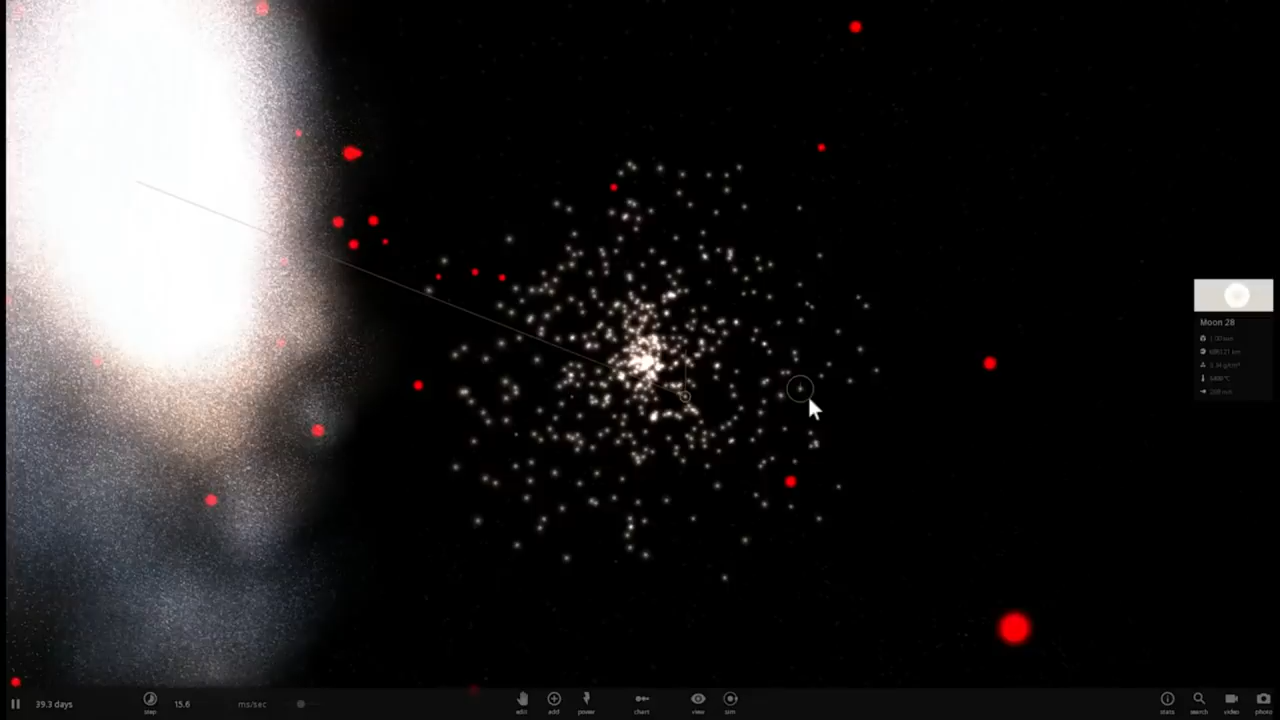 Moon 28
39.3 days
step
15.6
ms/sec
edit
add
power
chart
view
sim
stats
search
video
photo